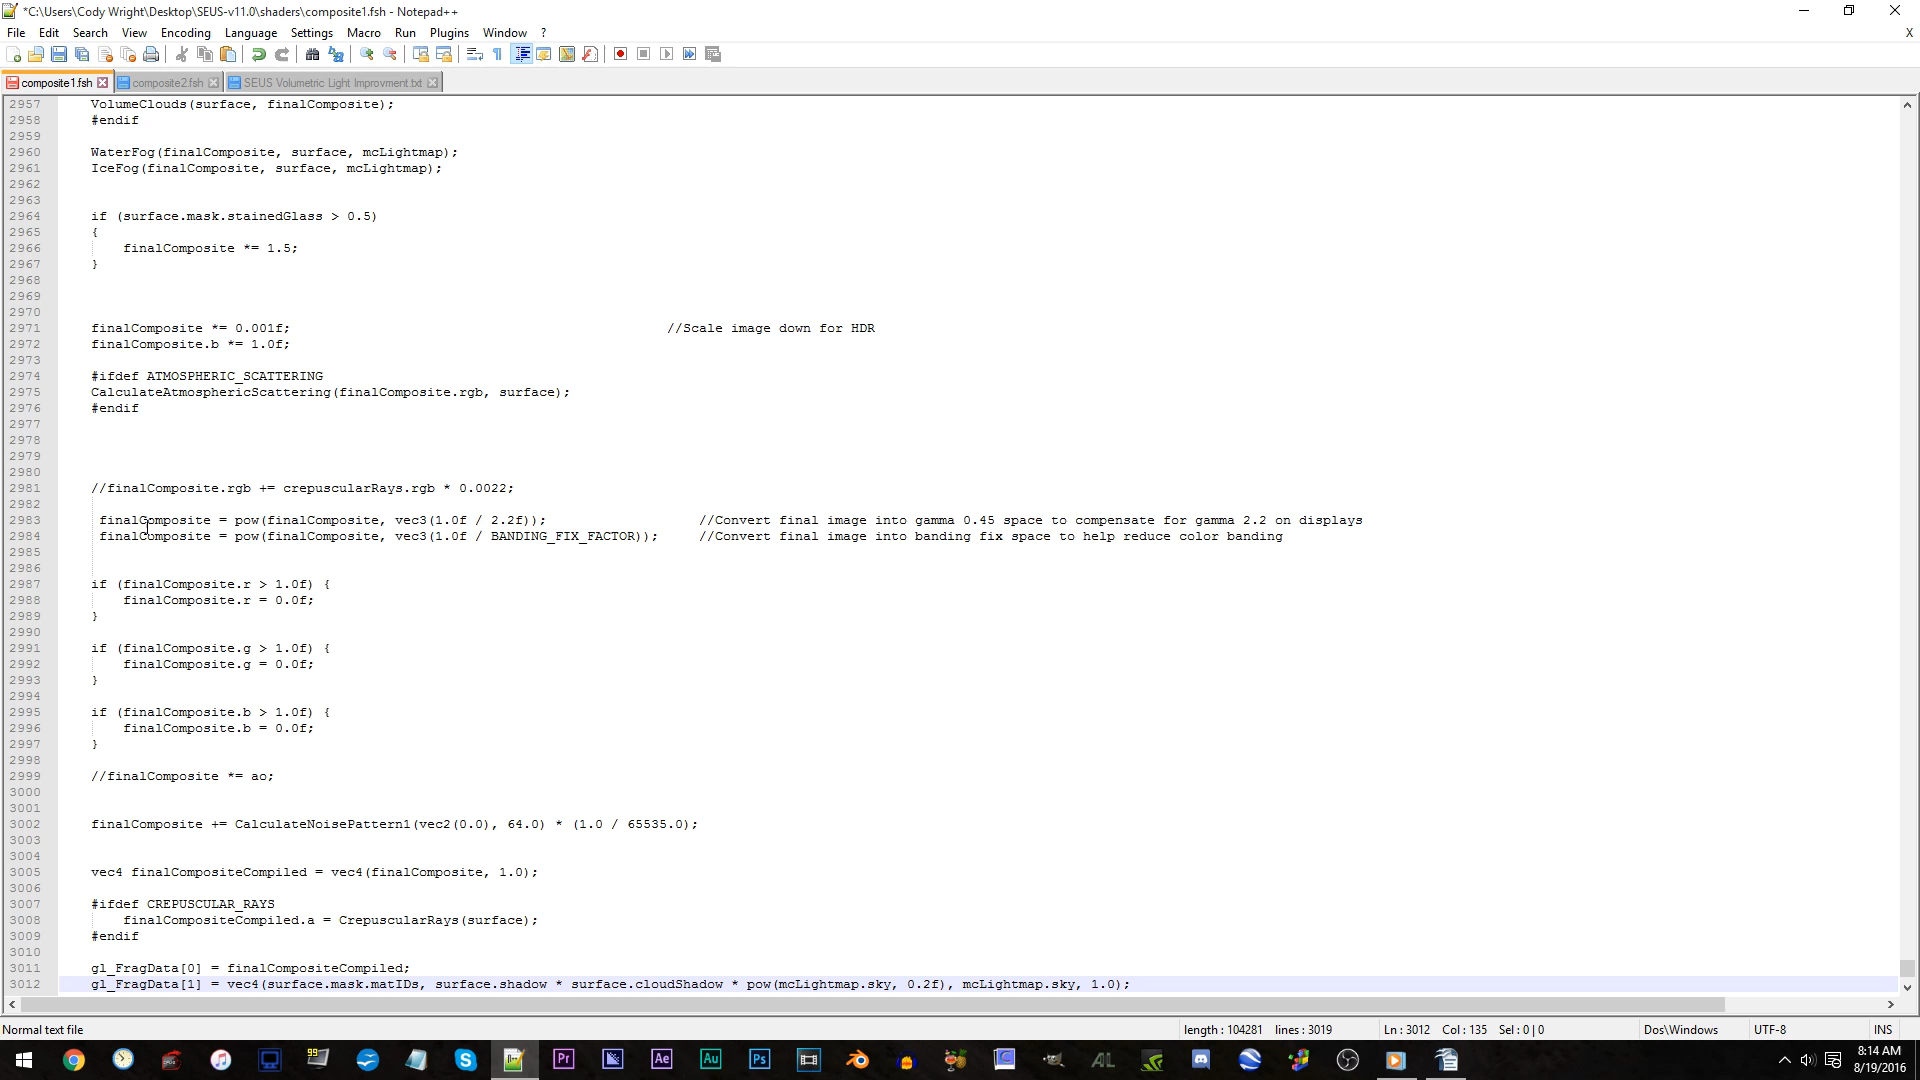 *C:\Users\Cody Wright\Desktop\SEUS-v11.0\shaders\composite1.fsh - Notepad++
File Edit Search View Encoding Language Settings Macro Run Plugins Window ? X
composite1.fsh composite2.fsh SEUS Volumetric Light Improvment.txt
2957 VolumeClouds(surface, finalComposite);
2958 #endif
2959
2960 WaterFog(finalComposite, surface, mcLightmap);
2961 IceFog(finalComposite, surface, mcLightmap);
2962
2963
2964 if (surface.mask.stainedGlass > 0.5)
2965 {
2966 finalComposite *= 1.5;
2967 }
2968
2969
2970
2971 finalComposite *= 0.001f; //Scale image down for HDR
2972 finalComposite.b *= 1.0f;
2973
2974 #ifdef ATMOSPHERIC_SCATTERING
2975 CalculateAtmosphericScattering(finalComposite.rgb, surface);
2976 #endif
2977
2978
2979
2980
2981 //finalComposite.rgb += crepuscularRays.rgb * 0.0022;
2982
2983 finalComposite = pow(finalComposite, vec3(1.0f / 2.2f)); //Convert final image into gamma 0.45 space to compensate for gamma 2.2 on displays
2984 finalComposite = pow(finalComposite, vec3(1.0f / BANDING_FIX_FACTOR)); //Convert final image into banding fix space to help reduce color banding
2985
2986
2987 if (finalComposite.r > 1.0f) {
2988 finalComposite.r = 0.0f;
2989 }
2990
2991 if (finalComposite.g > 1.0f) {
2992 finalComposite.g = 0.0f;
2993 }
2994
2995 if (finalComposite.b > 1.0f) {
2996 finalComposite.b = 0.0f;
2997 }
2998
2999 //finalComposite *= ao;
3000
3001
3002 finalComposite += CalculateNoisePattern1(vec2(0.0), 64.0) * (1.0 / 65535.0);
3003
3004
3005 vec4 finalCompositeCompiled = vec4(finalComposite, 1.0);
3006
3007 #ifdef CREPUSCULAR_RAYS
3008 finalCompositeCompiled.a = CrepuscularRays(surface);
3009 #endif
3010
3011 gl_FragData[0] = finalCompositeCompiled;
3012 gl_FragData[1] = vec4(surface.mask.matIDs, surface.shadow * surface.cloudShadow * pow(mcLightmap.sky, 0.2f), mcLightmap.sky, 1.0);
Normal text file length : 104281 lines : 3019 Ln : 3012 Col : 135 Sel : 0 | 0 Dos\Windows UTF-8 INS
99 Pr Ae Au Ps AL 8:14 AM
8/19/2016